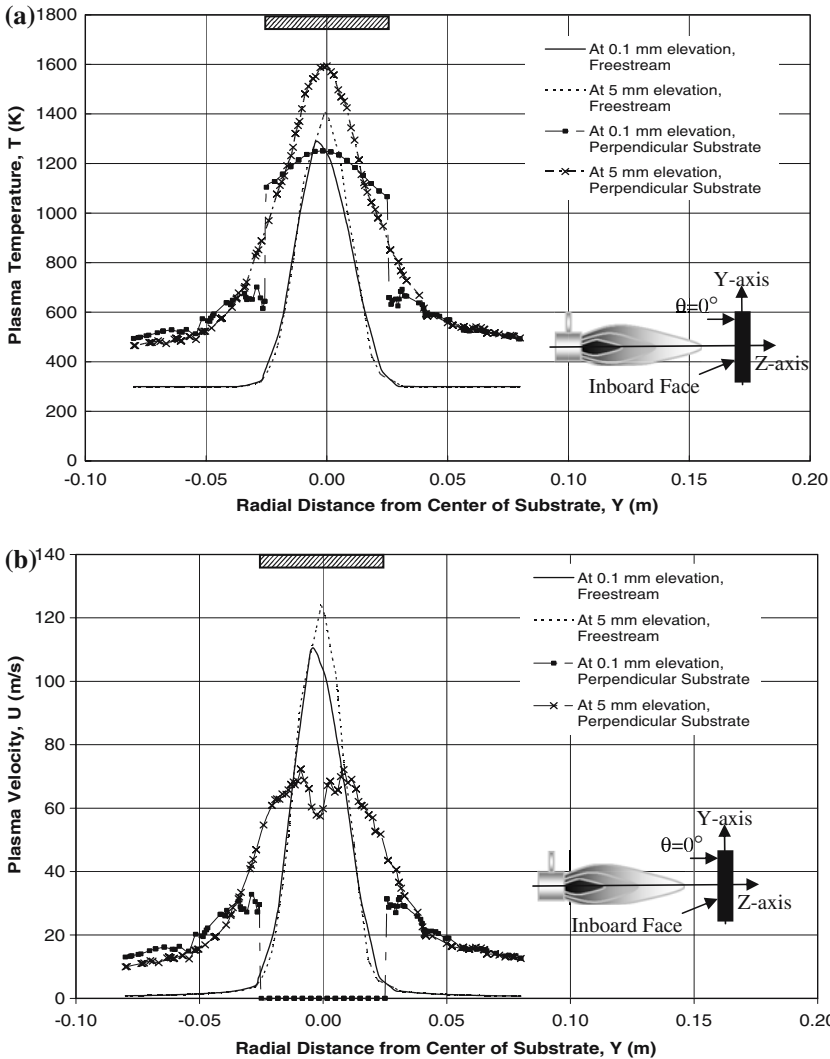 (a)
1800
1600
1400
1200
1000
800
600
400
200
0
Plasma Temperature, T (K)
At 0.1 mm elevation,
Freestream
At 5 mm elevation,
Freestream
At 0.1 mm elevation,
Perpendicular Substrate
At 5 mm elevation,
Perpendicular Substrate
Y-axis
θ=0°
Z-axis
Inboard Face
-0.10
-0.05
0.00
0.05
0.10
0.15
0.20
Radial Distance from Center of Substrate, Y (m)
(b)
140
120
100
80
60
40
20
0
Plasma Velocity, U (m/s)
At 0.1 mm elevation,
Freestream
At 5 mm elevation,
Freestream
At 0.1 mm elevation,
Perpendicular Substrate
At 5 mm elevation,
Perpendicular Substrate
Y-axis
θ=0°
Z-axis
Inboard Face
-0.10
-0.05
0.00
0.05
0.10
0.15
0.20
Radial Distance from Center of Substrate, Y (m)